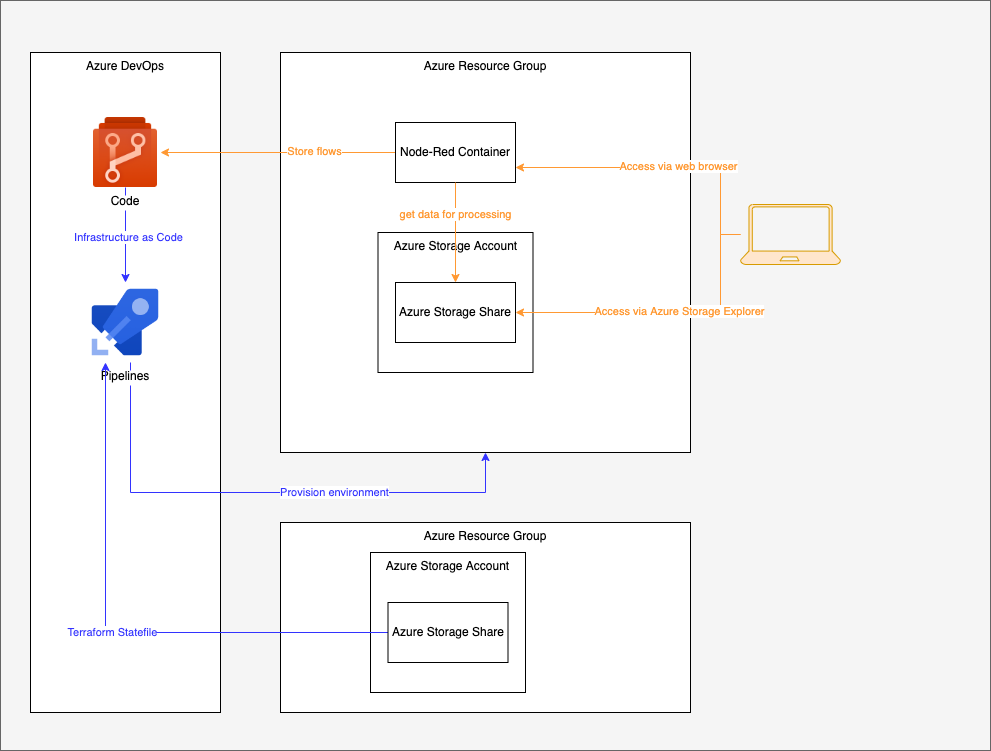 Azure DevOps
Azure Resource Group
Node-Red Container
Store flows
Access via web browser
Code
get data for processing
Infrastructure as Code
Azure Storage Account
Azure Storage Share
Access via Azure Storage Explorer
Pipelines
Provision environment
Azure Resource Group
Azure Storage Account
Terraform Statefile
Azure Storage Share